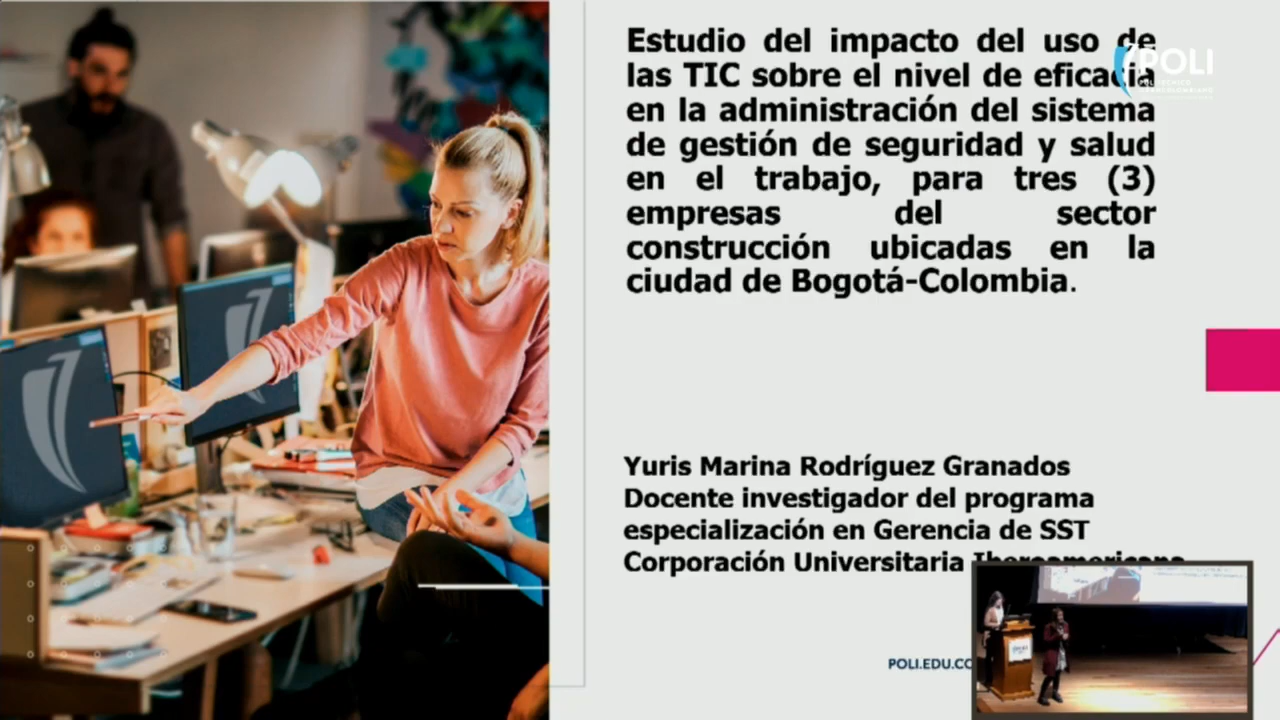 Estudio del impacto del uso de
las TIC sobre el nivel de eficacia
en la administración del sistema
de gestión de seguridad y salud
en el trabajo, para tres (3)
empresas del sector
construcción ubicadas en la
ciudad de Bogotá-Colombia.
POLI
POLITÉCNICO
GRANCOLOMBIANO
Yuris Marina Rodríguez Granados
Docente investigador del programa
especialización en Gerencia de SST
Corporación Universitaria Iberoamericana
POLI.EDU.CO